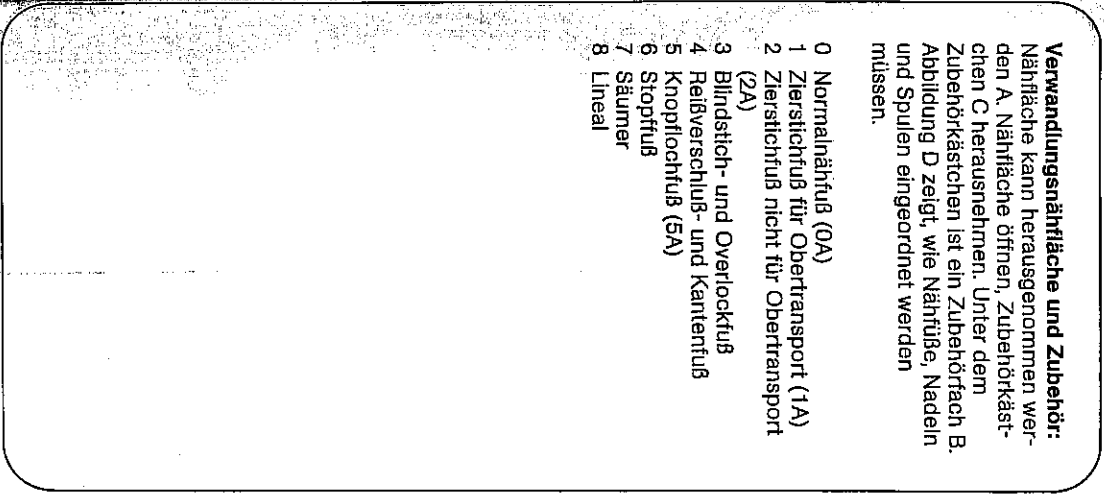 Verwandlungsnähfläche und Zubehör:
Nähfläche kann herausgenommen wer-
den A. Nähfläche öffnen, Zubehörkäst-
chen C herausnehmen. Unter dem
Zubehörkästchen ist ein Zubehörfach B.
Abbildung D zeigt, wie Nähfüße, Nadeln
und Spulen eingeordnet werden
müssen.
0 Normalnähfuß (0A)
1 Zierstichfuß für Obertransport (1A)
2 Zierstichfuß nicht für Obertransport
(2A)
3 Blindstich- und Overlockfuß
4 Reißverschluß- und Kantenfuß
5 Knopflochfuß (5A)
6 Stopffuß
7 Säumer
8 Lineal